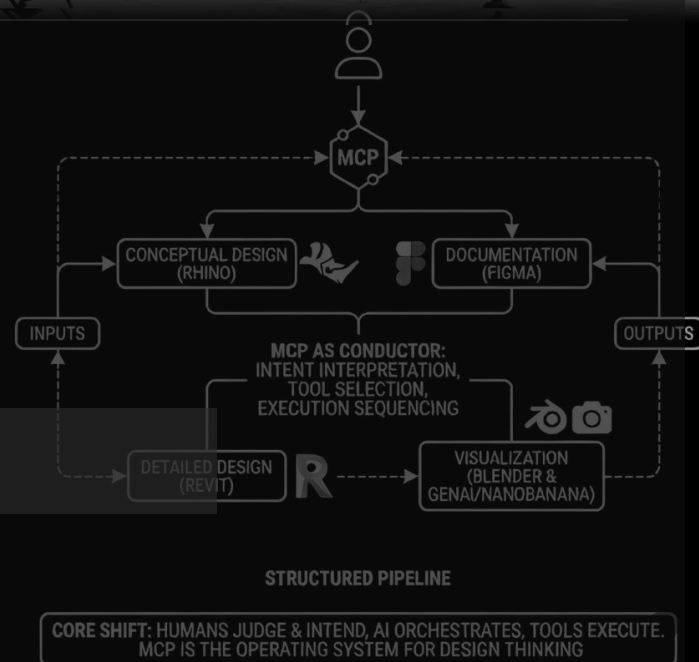 MCP
CONCEPTUAL DESIGN
(RHINO)
DOCUMENTATION
(FIGMA)
INPUTS
OUTPUTS
MCP AS CONDUCTOR:
INTENT INTERPRETATION,
TOOL SELECTION,
EXECUTION SEQUENCING
DETAILED DESIGN
(REVIT)
R
VISUALIZATION
(BLENDER &
GENAI/NANOBANANA)
STRUCTURED PIPELINE
CORE SHIFT: HUMANS JUDGE & INTEND, AI ORCHESTRATES, TOOLS EXECUTE.
MCP IS THE OPERATING SYSTEM FOR DESIGN THINKING